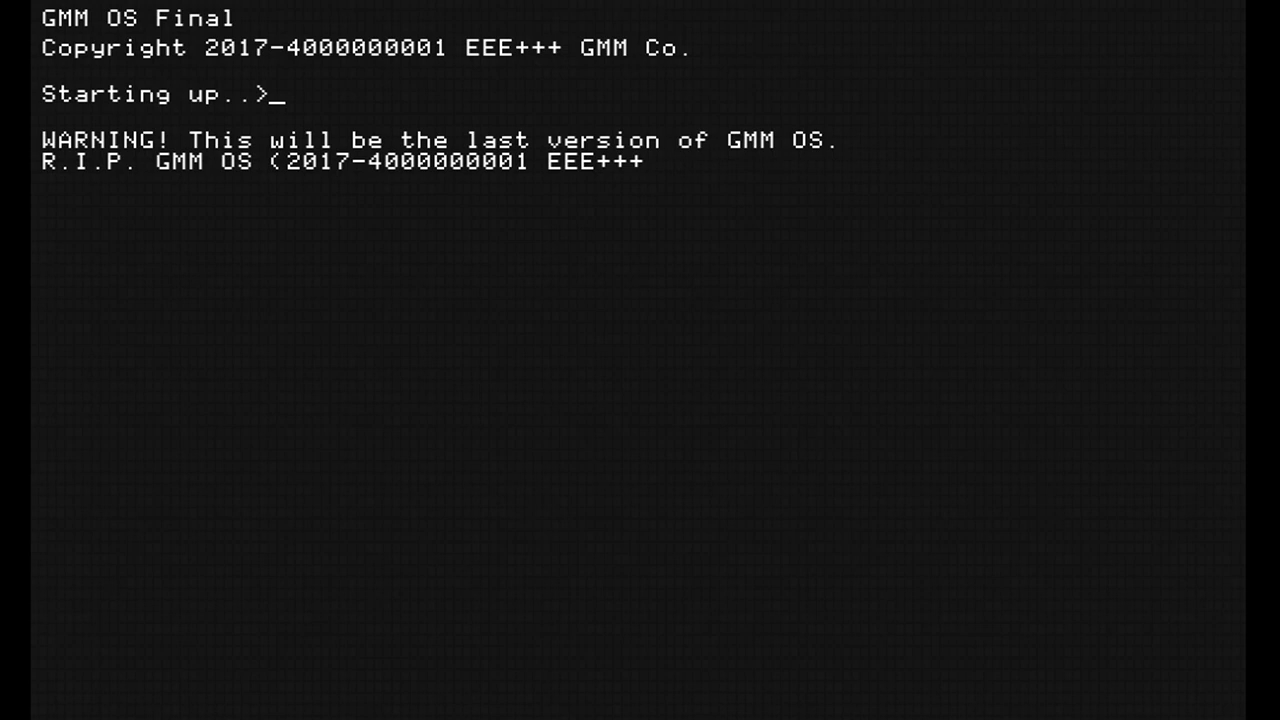 GMM OS Final
Copyright 2017-4000000001 EEE+++ GMM Co.
Starting up..>_
WARNING! This will be the last version of GMM OS.
R.I.P. GMM OS (2017-4000000001 EEE+++